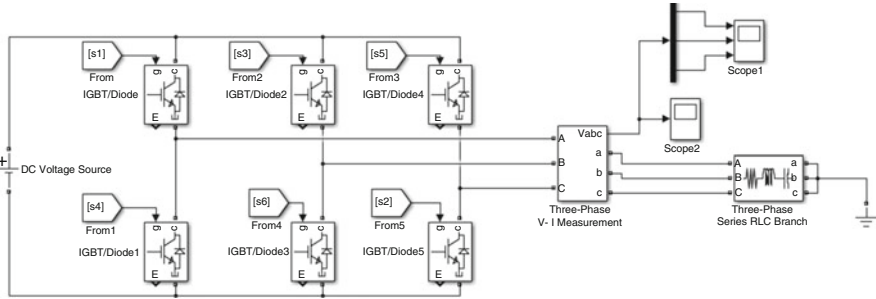 [s1]
From
g
c
IGBT/Diode
E
[s3]
From2
g
c
IGBT/Diode2
E
[s5]
From3
g
c
IGBT/Diode4
E
Scope1
Scope2
+
DC Voltage Source
Vabc
A
a
B
b
C
c
Three-Phase
V- I Measurement
A
a
B
b
C
c
Three-Phase
Series RLC Branch
[s4]
From1
g
c
IGBT/Diode1
E
[s6]
From4
g
c
IGBT/Diode3
E
[s2]
From5
g
c
IGBT/Diode5
E